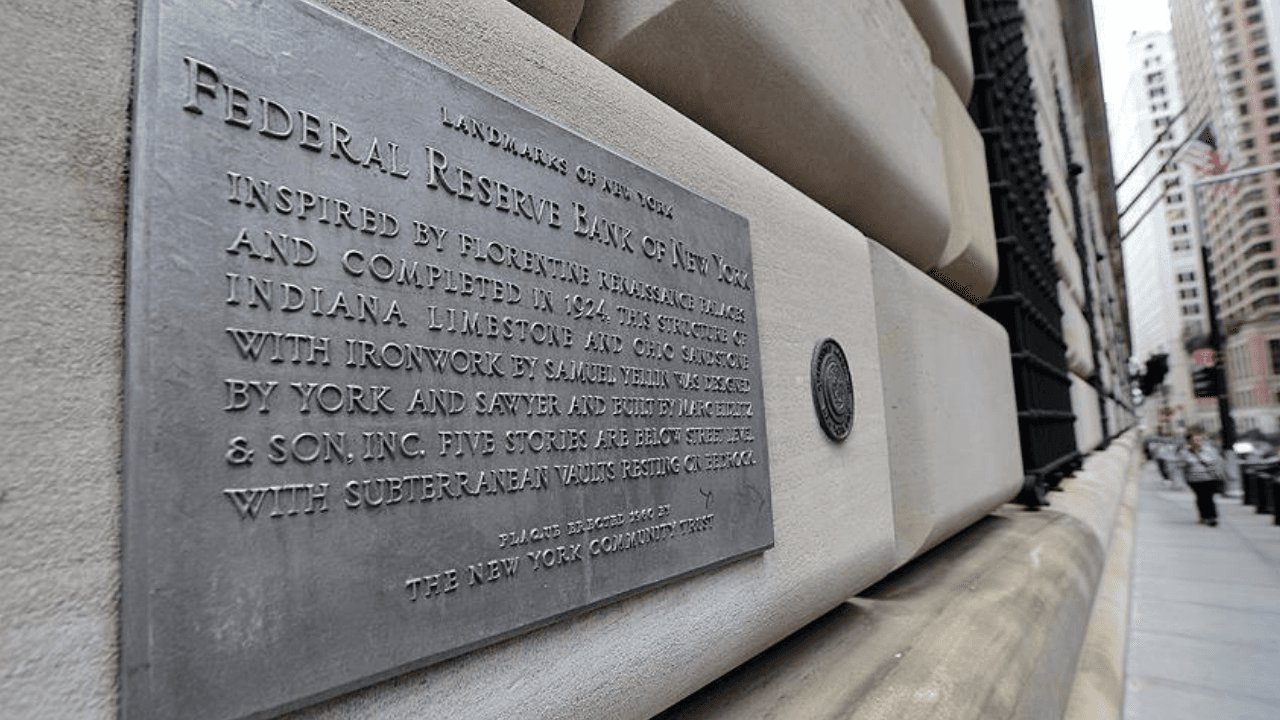 LANDMARKS OF NEW YORK
FEDERAL RESERVE BANK OF NEW YORK
INSPIRED BY FLORENTINE RENAISSANCE PALACES
AND COMPLETED IN 1924, THIS STRUCTURE OF
INDIANA LIMESTONE AND OHIO SANDSTONE
WITH IRONWORK BY SAMUEL YELLIN WAS DESIGNED
BY YORK AND SAWYER AND BUILT BY MARC EIDLITZ
& SON, INC. FIVE STORIES ARE BELOW STREET LEVEL
WITH SUBTERRANEAN VAULTS RESTING ON BEDROCK.
PLAQUE ERECTED 1960 BY
THE NEW YORK COMMUNITY TRUST